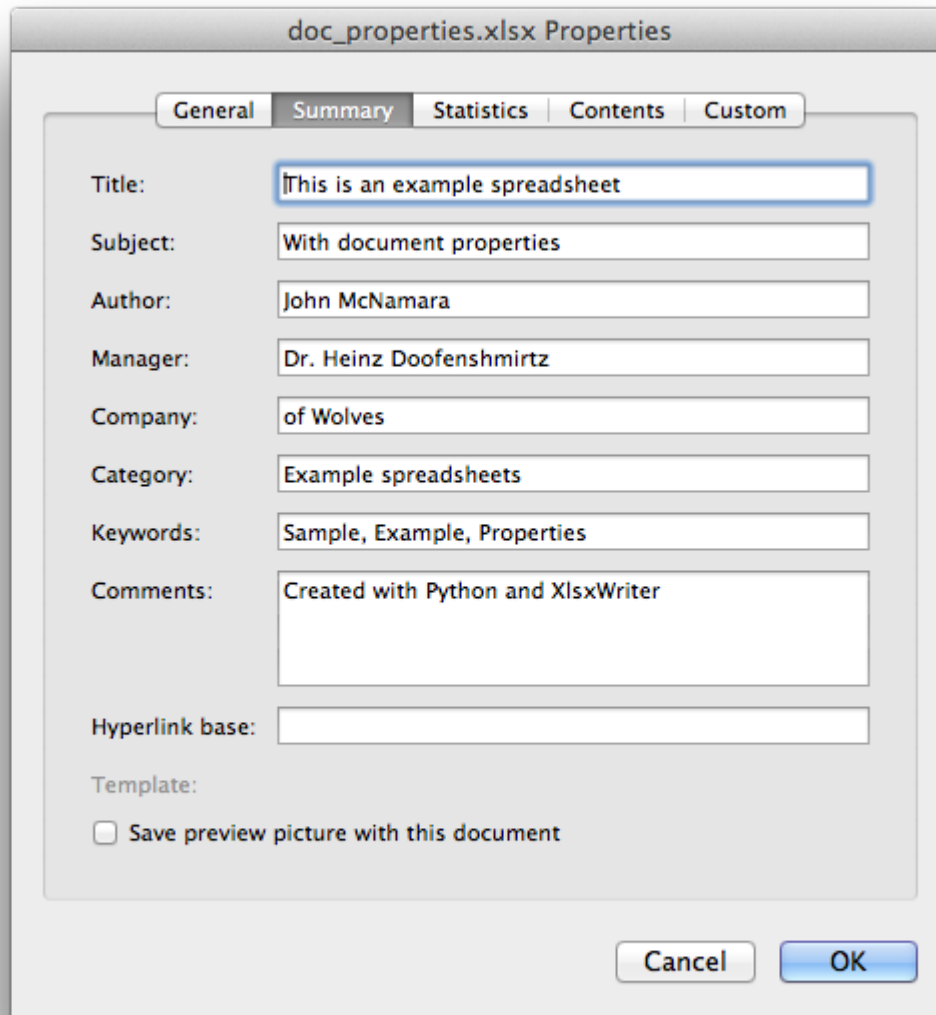 doc_properties.xlsx Properties
General Summary Statistics Contents Custom
Title: This is an example spreadsheet
Subject: With document properties
Author: John McNamara
Manager: Dr. Heinz Doofenshmirtz
Company: of Wolves
Category: Example spreadsheets
Keywords: Sample, Example, Properties
Comments: Created with Python and XlsxWriter
Hyperlink base:
Template:
Save preview picture with this document
Cancel OK